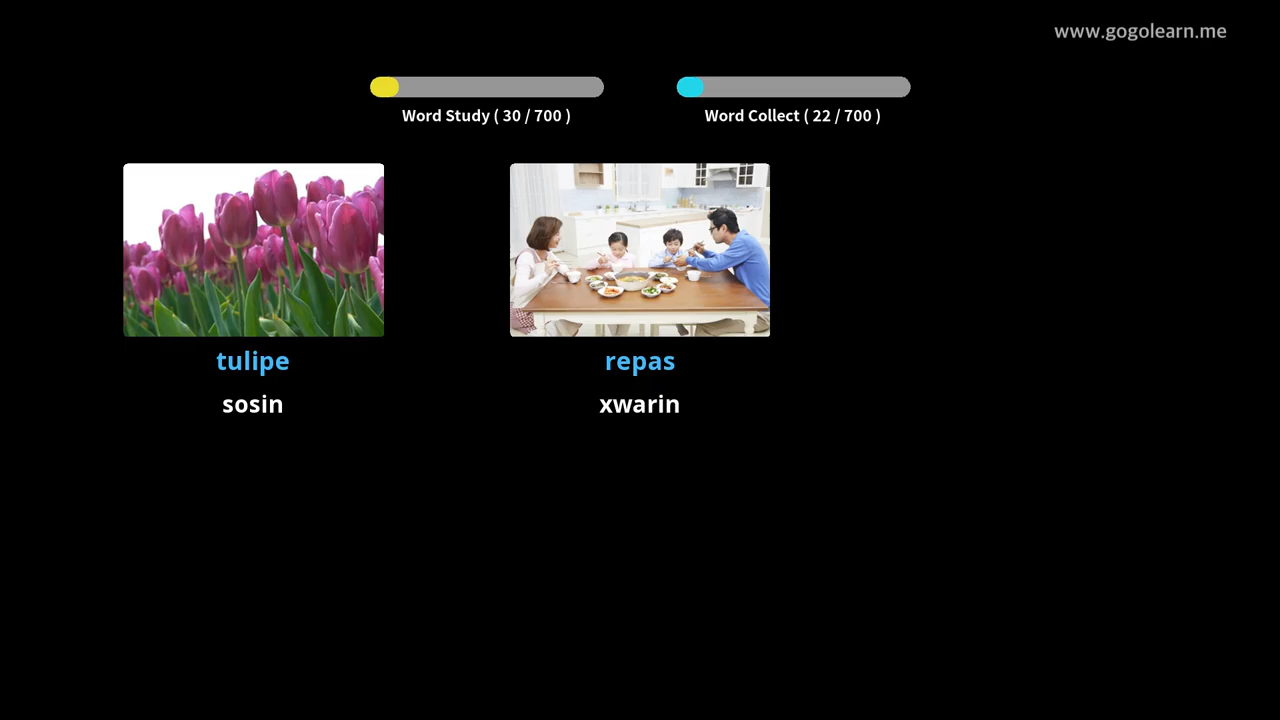 www.gogolearn.me
Word Study ( 30 / 700 )
Word Collect ( 22 / 700 )
tulipe
sosin
repas
xwarin